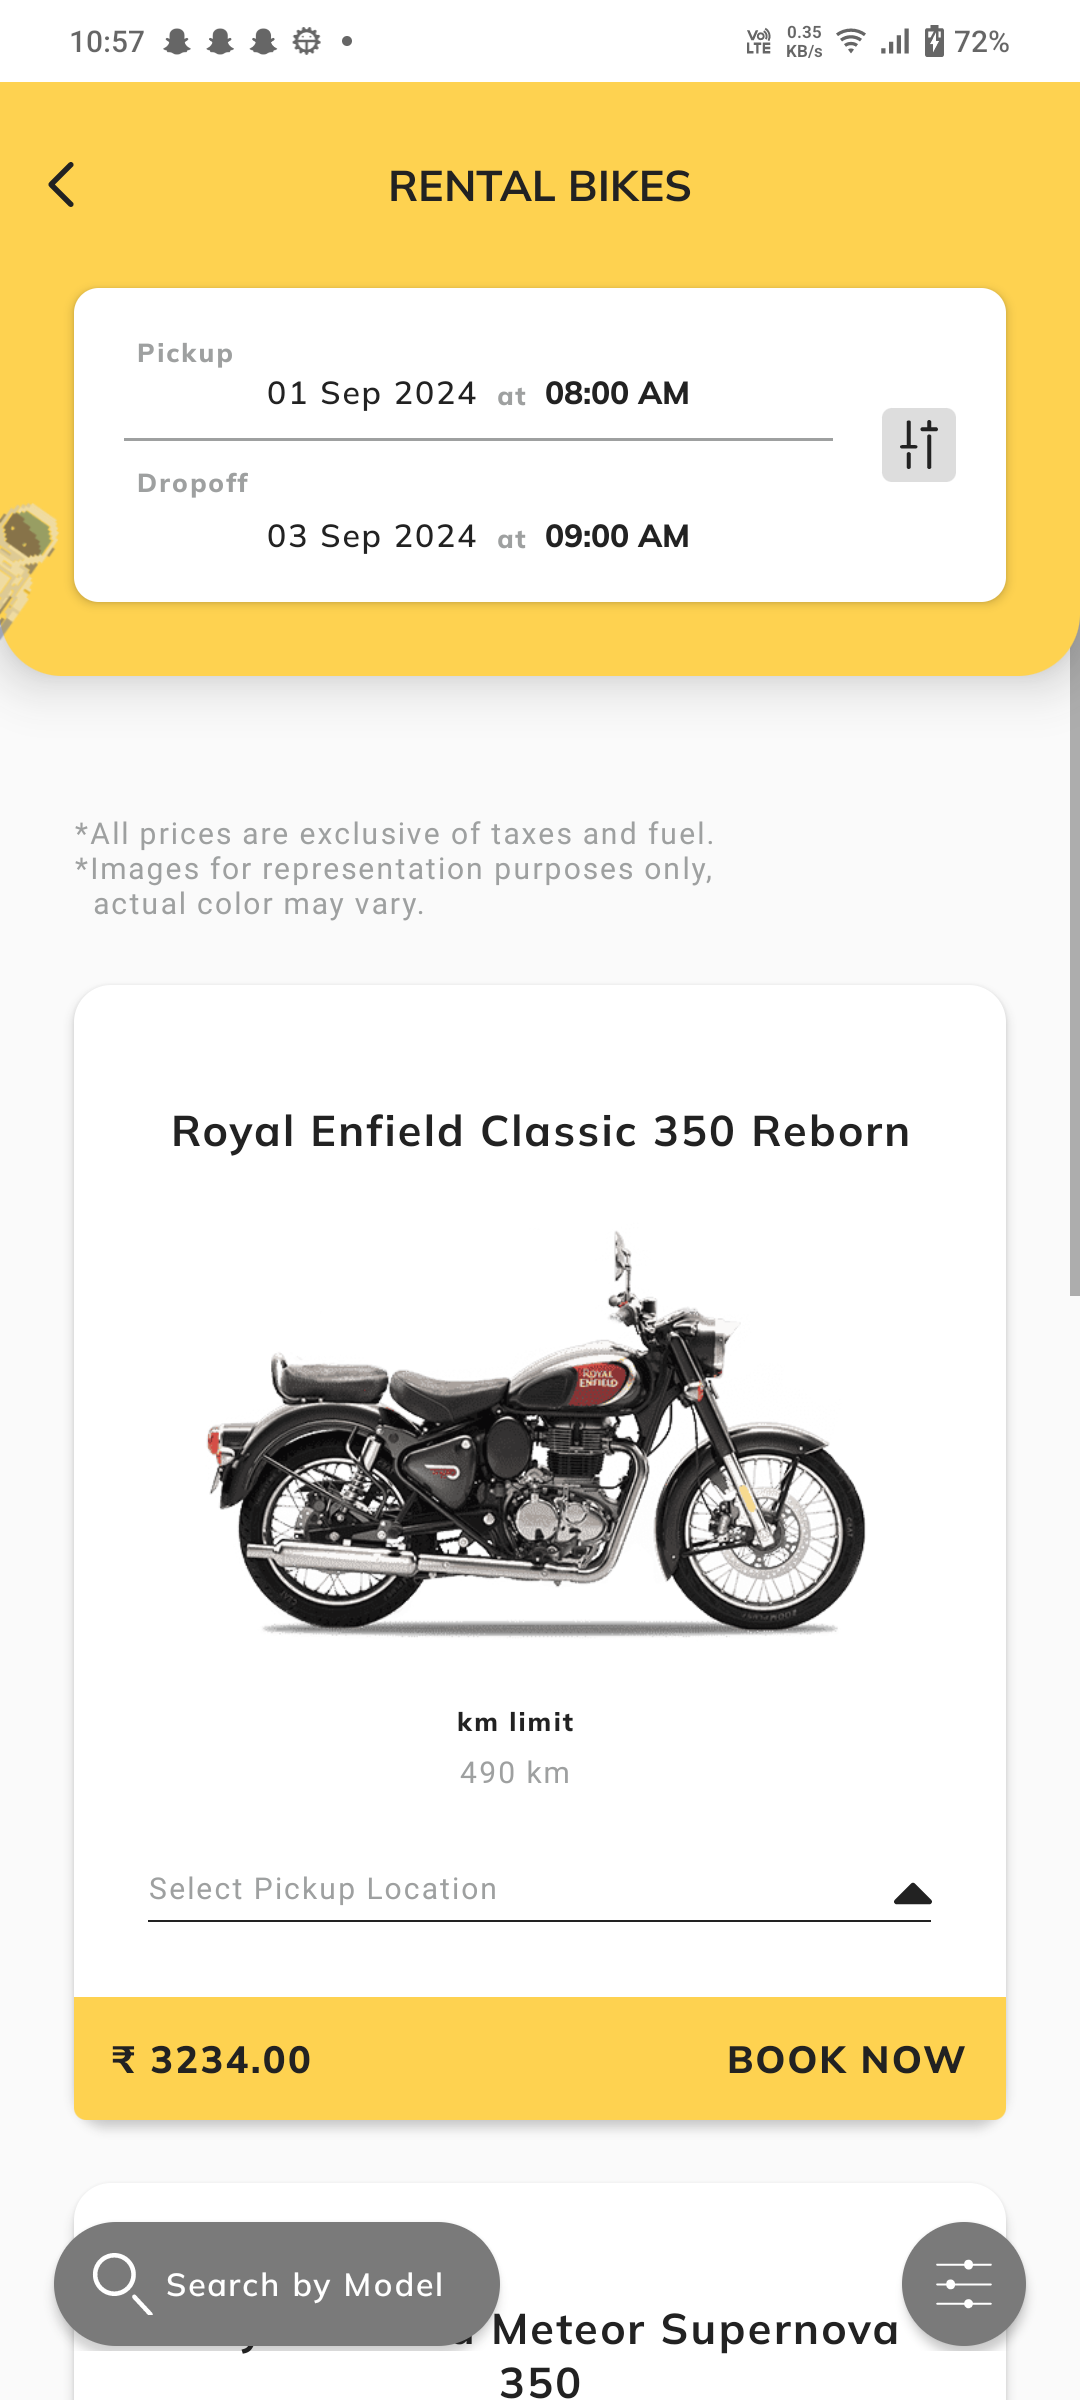 10:57
Vo)) LTE 0.35 KB/s 72%
RENTAL BIKES
Pickup
01 Sep 2024 at 08:00 AM
Dropoff
03 Sep 2024 at 09:00 AM
*All prices are exclusive of taxes and fuel.
*Images for representation purposes only,
actual color may vary.
Royal Enfield Classic 350 Reborn
ROYAL
ENFIELD
km limit
490 km
Select Pickup Location
₹ 3234.00 BOOK NOW
Search by Model
Meteor Supernova
350